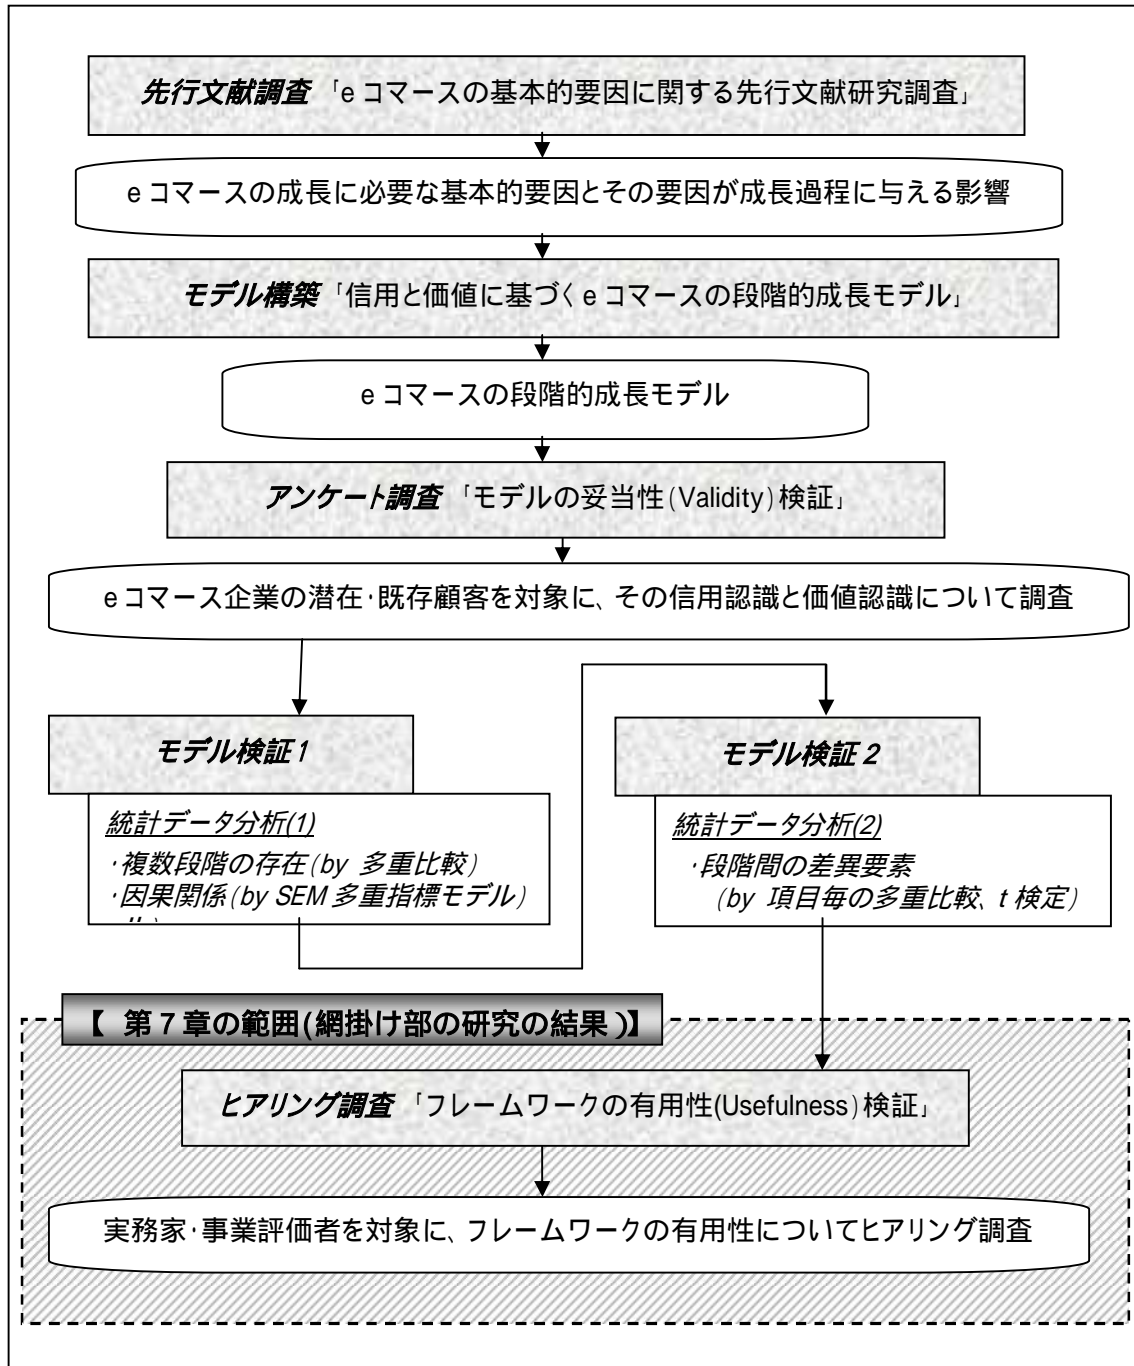 先行文献調査 「e コマースの基本的要因に関する先行文献研究調査」
e コマースの成長に必要な基本的要因とその要因が成長過程に与える影響
モデル構築 「信用と価値に基づく e コマースの段階的成長モデル」
e コマースの段階的成長モデル
アンケート調査 「モデルの妥当性(Validity)検証」
e コマース企業の潜在･既存顧客を対象に、その信用認識と価値認識について調査
モデル検証 1
統計データ分析(1)
･複数段階の存在(by 多重比較)
･因果関係(by SEM 多重指標モデル)
モデル検証 2
統計データ分析(2)
･段階間の差異要素
(by 項目毎の多重比較、t 検定)
【 第 7 章の範囲(網掛け部の研究の結果)】
ヒアリング調査 「フレームワークの有用性(Usefulness)検証」
実務家･事業評価者を対象に、フレームワークの有用性についてヒアリング調査